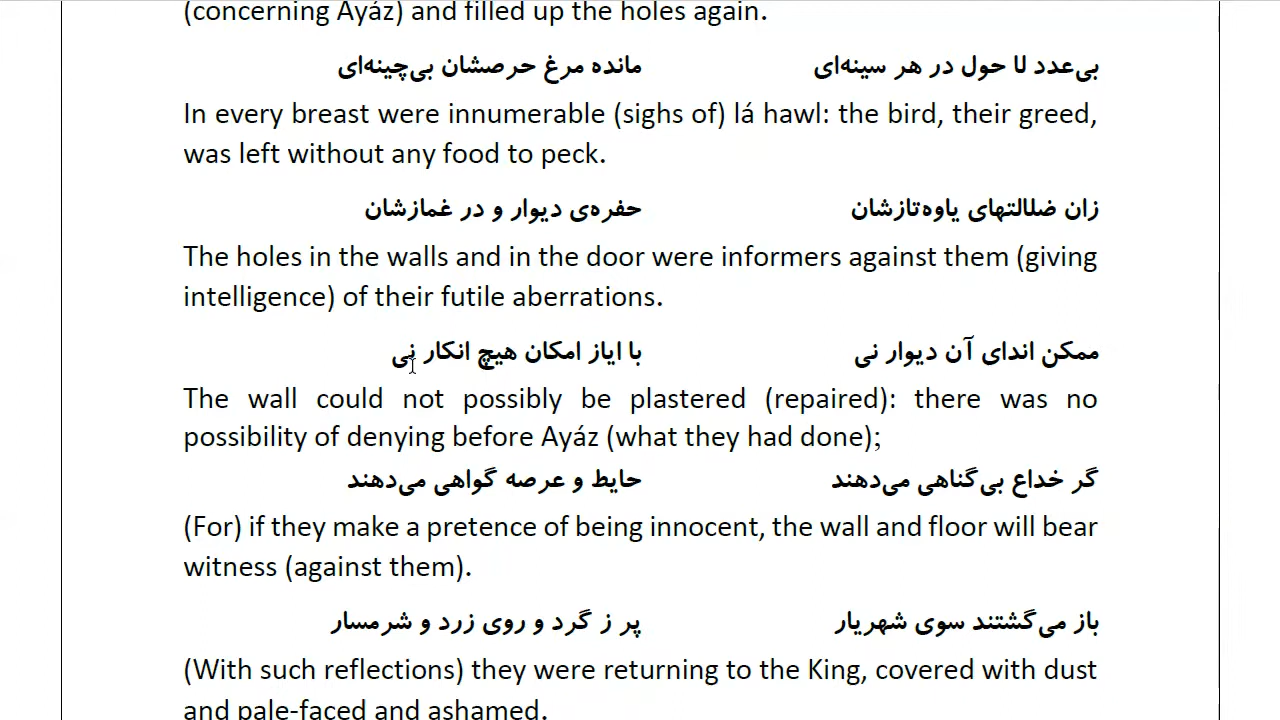 (concerning Ayáz) and filled up the holes again.
بی‌عدد لا حول در هر سینه‌ای مانده مرغ حرصشان بی‌چینه‌ای
In every breast were innumerable (sighs of) lá hawl: the bird, their greed,
was left without any food to peck.
زان ضلالتهای یاوه‌تازشان حفره‌ی دیوار و در غمازشان
The holes in the walls and in the door were informers against them (giving
intelligence) of their futile aberrations.
ممکن اندای آن دیوار نی با ایاز امکان هیچ انکار نی
The wall could not possibly be plastered (repaired): there was no
possibility of denying before Ayáz (what they had done);
گر خداع بی‌گناهی می‌دهند حایط و عرصه گواهی می‌دهند
(For) if they make a pretence of being innocent, the wall and floor will bear
witness (against them).
باز می‌گشتند سوی شهریار پر ز گرد و روی زرد و شرمسار
(With such reflections) they were returning to the King, covered with dust
and pale-faced and ashamed.